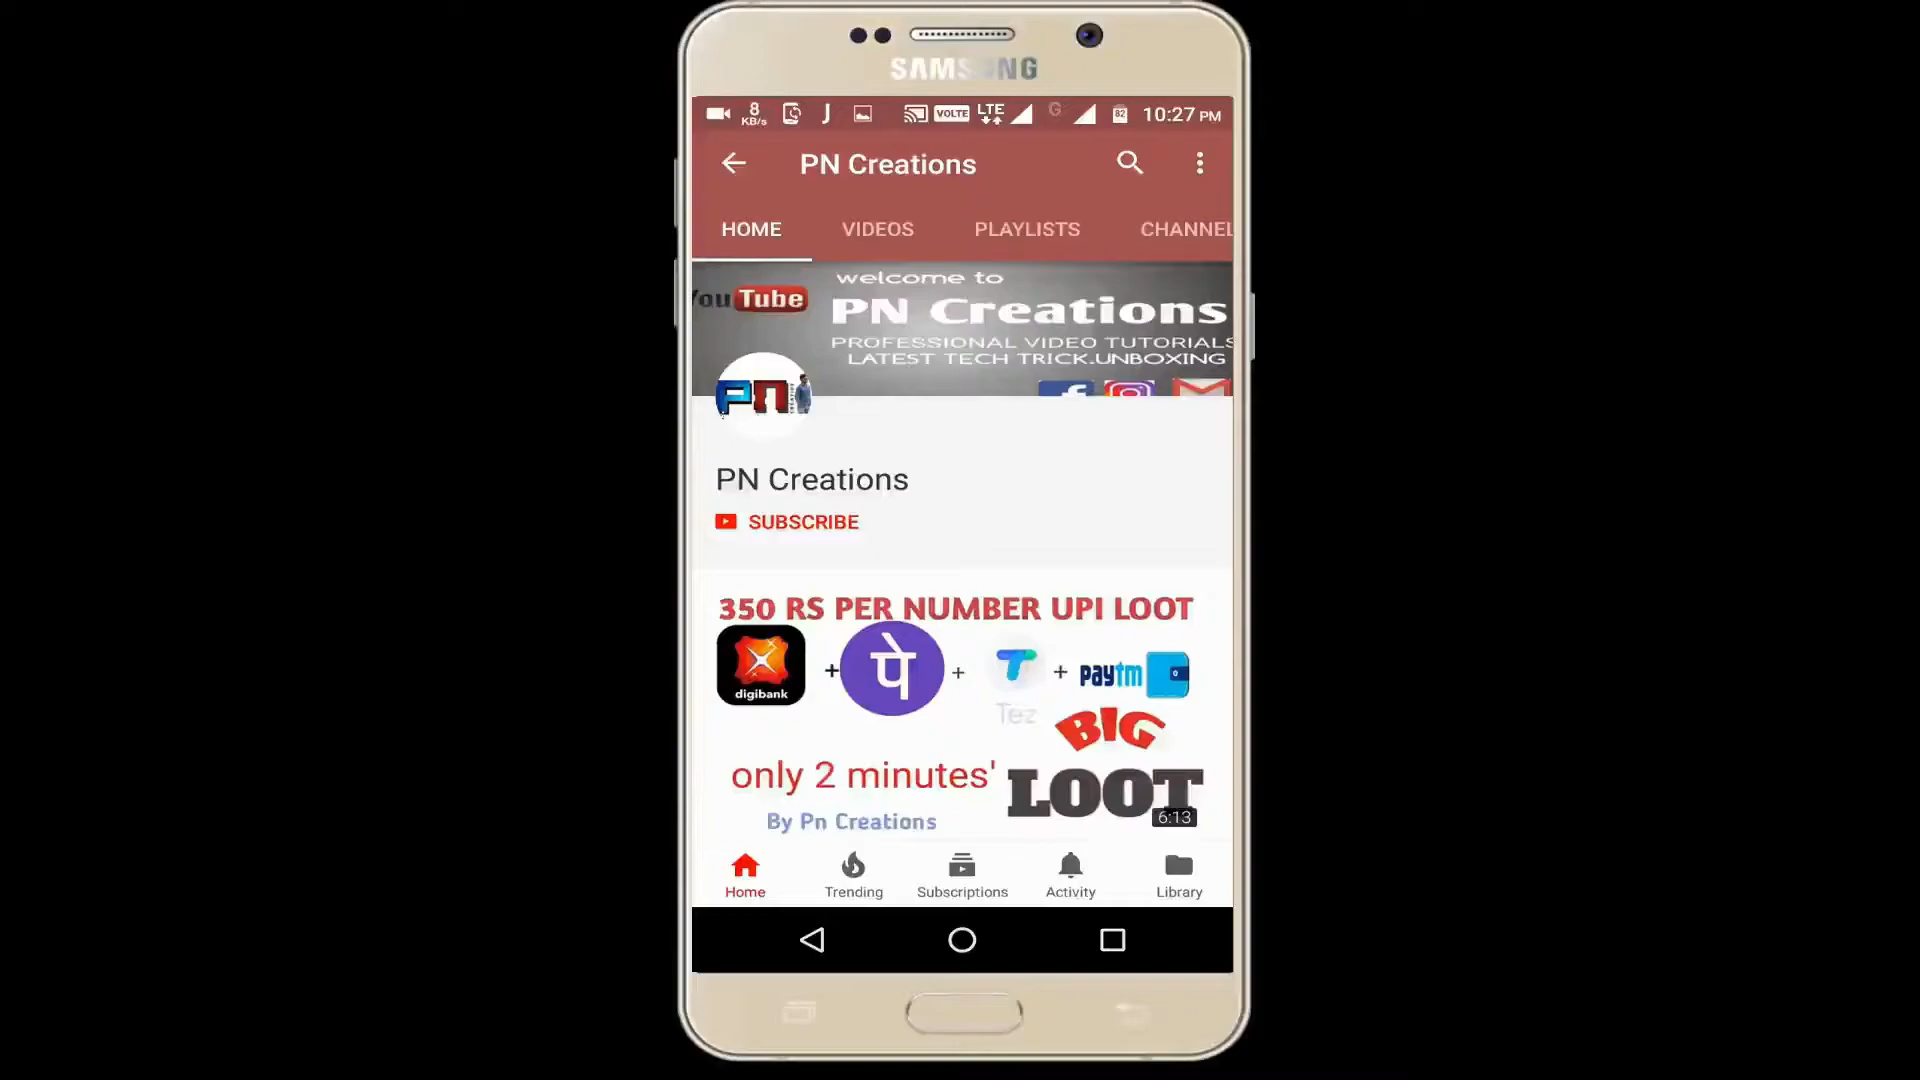 SAMSUNG
8 KB/s J VOLTE LTE G 82 10:27 PM
PN Creations
HOME VIDEOS PLAYLISTS CHANNEL
welcome to
YouTube
PN Creations
PROFESSIONAL VIDEO TUTORIALS
LATEST TECH TRICK.UNBOXING
PN
PN Creations
SUBSCRIBE
350 RS PER NUMBER UPI LOOT
digibank + पे + Tez + paytm
BIG
only 2 minutes' LOOT
6:13
By Pn Creations
Home Trending Subscriptions Activity Library